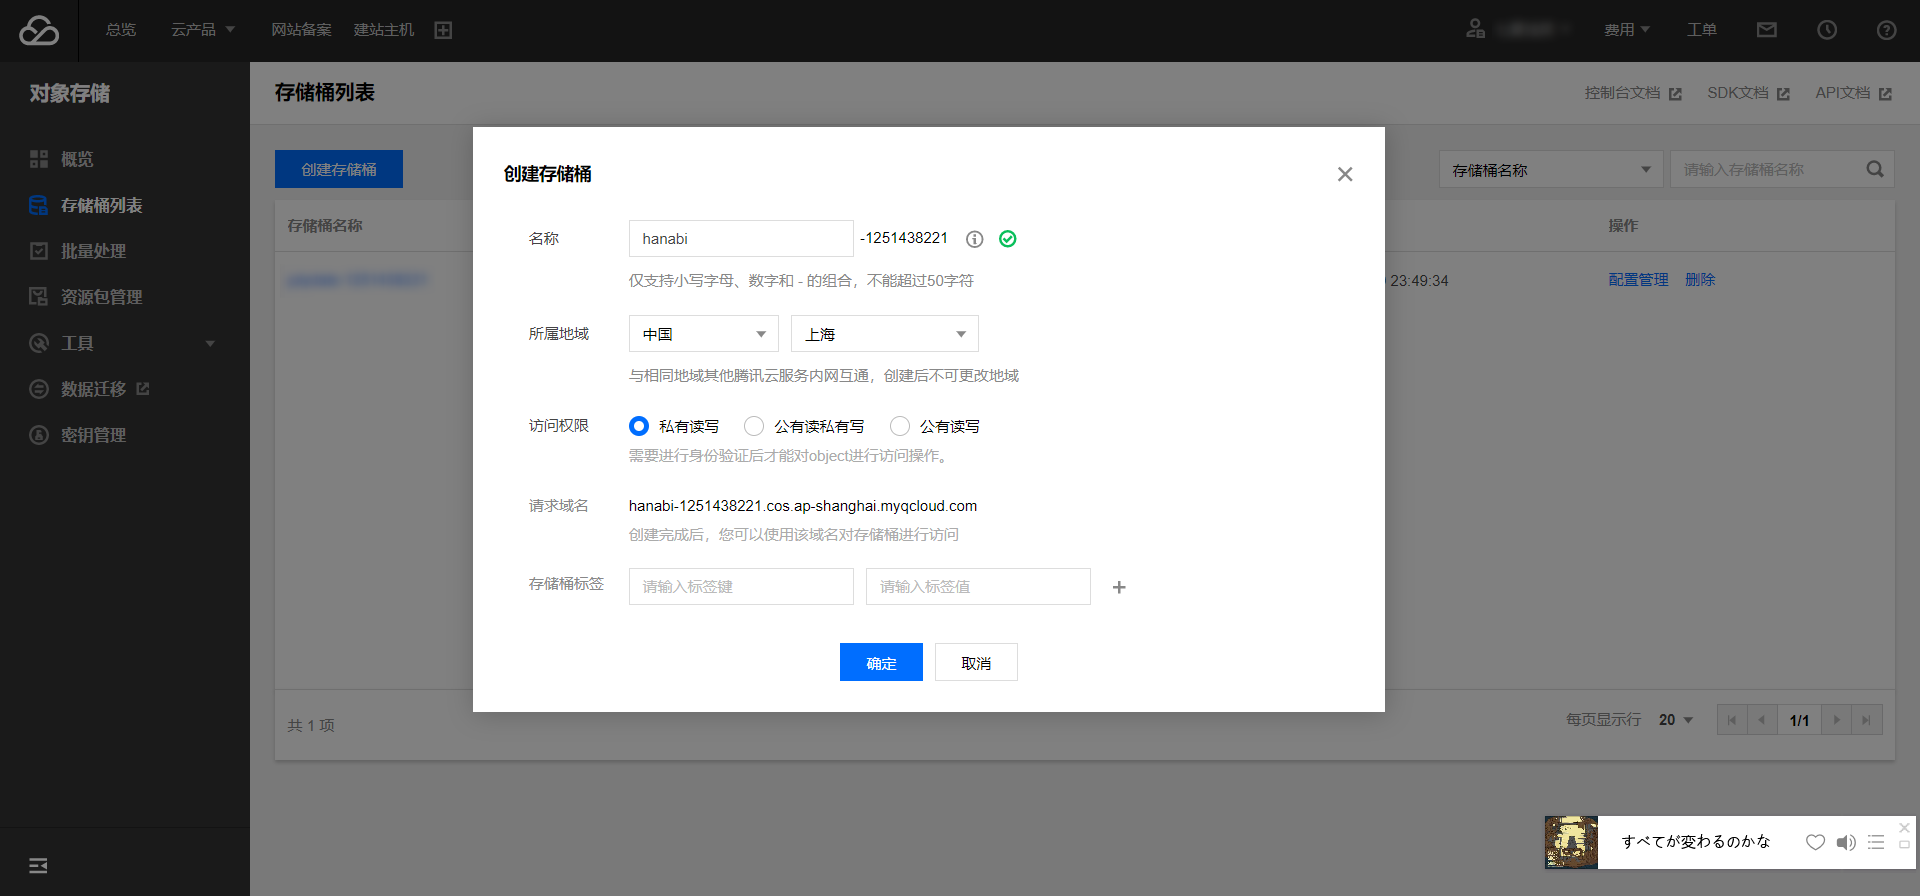 总览 云产品 网站备案 建站主机 费用 工单
对象存储
概览
存储桶列表
批量处理
资源包管理
工具
数据迁移
密钥管理
存储桶列表 控制台文档 SDK文档 API文档
创建存储桶 存储桶名称 请输入存储桶名称
存储桶名称 操作
23:49:34 配置管理 删除
共 1 项 每页显示行 20 1/1
创建存储桶
名称 hanabi -1251438221
仅支持小写字母、数字和 - 的组合，不能超过50字符
所属地域 中国 上海
与相同地域其他腾讯云服务内网互通，创建后不可更改地域
访问权限 私有读写 公有读私有写 公有读写
需要进行身份验证后才能对object进行访问操作。
请求域名 hanabi-1251438221.cos.ap-shanghai.myqcloud.com
创建完成后，您可以使用该域名对存储桶进行访问
存储桶标签 请输入标签键 请输入标签值
确定 取消
すべてが変わるのかな